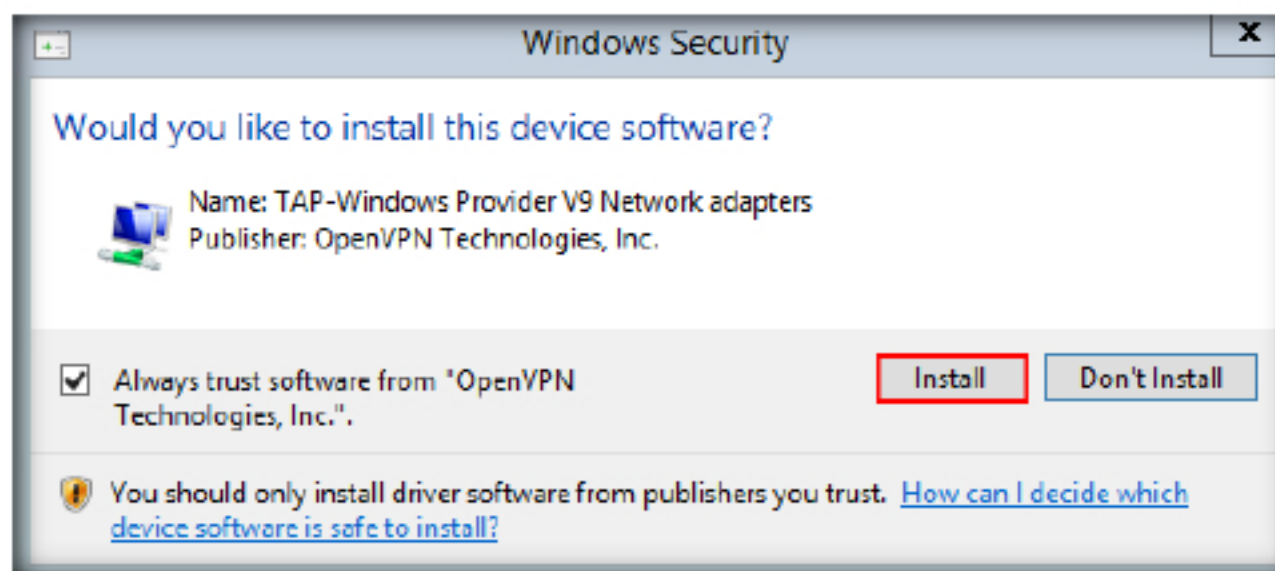 Windows Security
x
Would you like to install this device software?
Name: TAP-Windows Provider V9 Network adapters
Publisher: OpenVPN Technologies, Inc.
Always trust software from "OpenVPN
Technologies, Inc.".
Install
Don't Install
You should only install driver software from publishers you trust. How can I decide which
device software is safe to install?